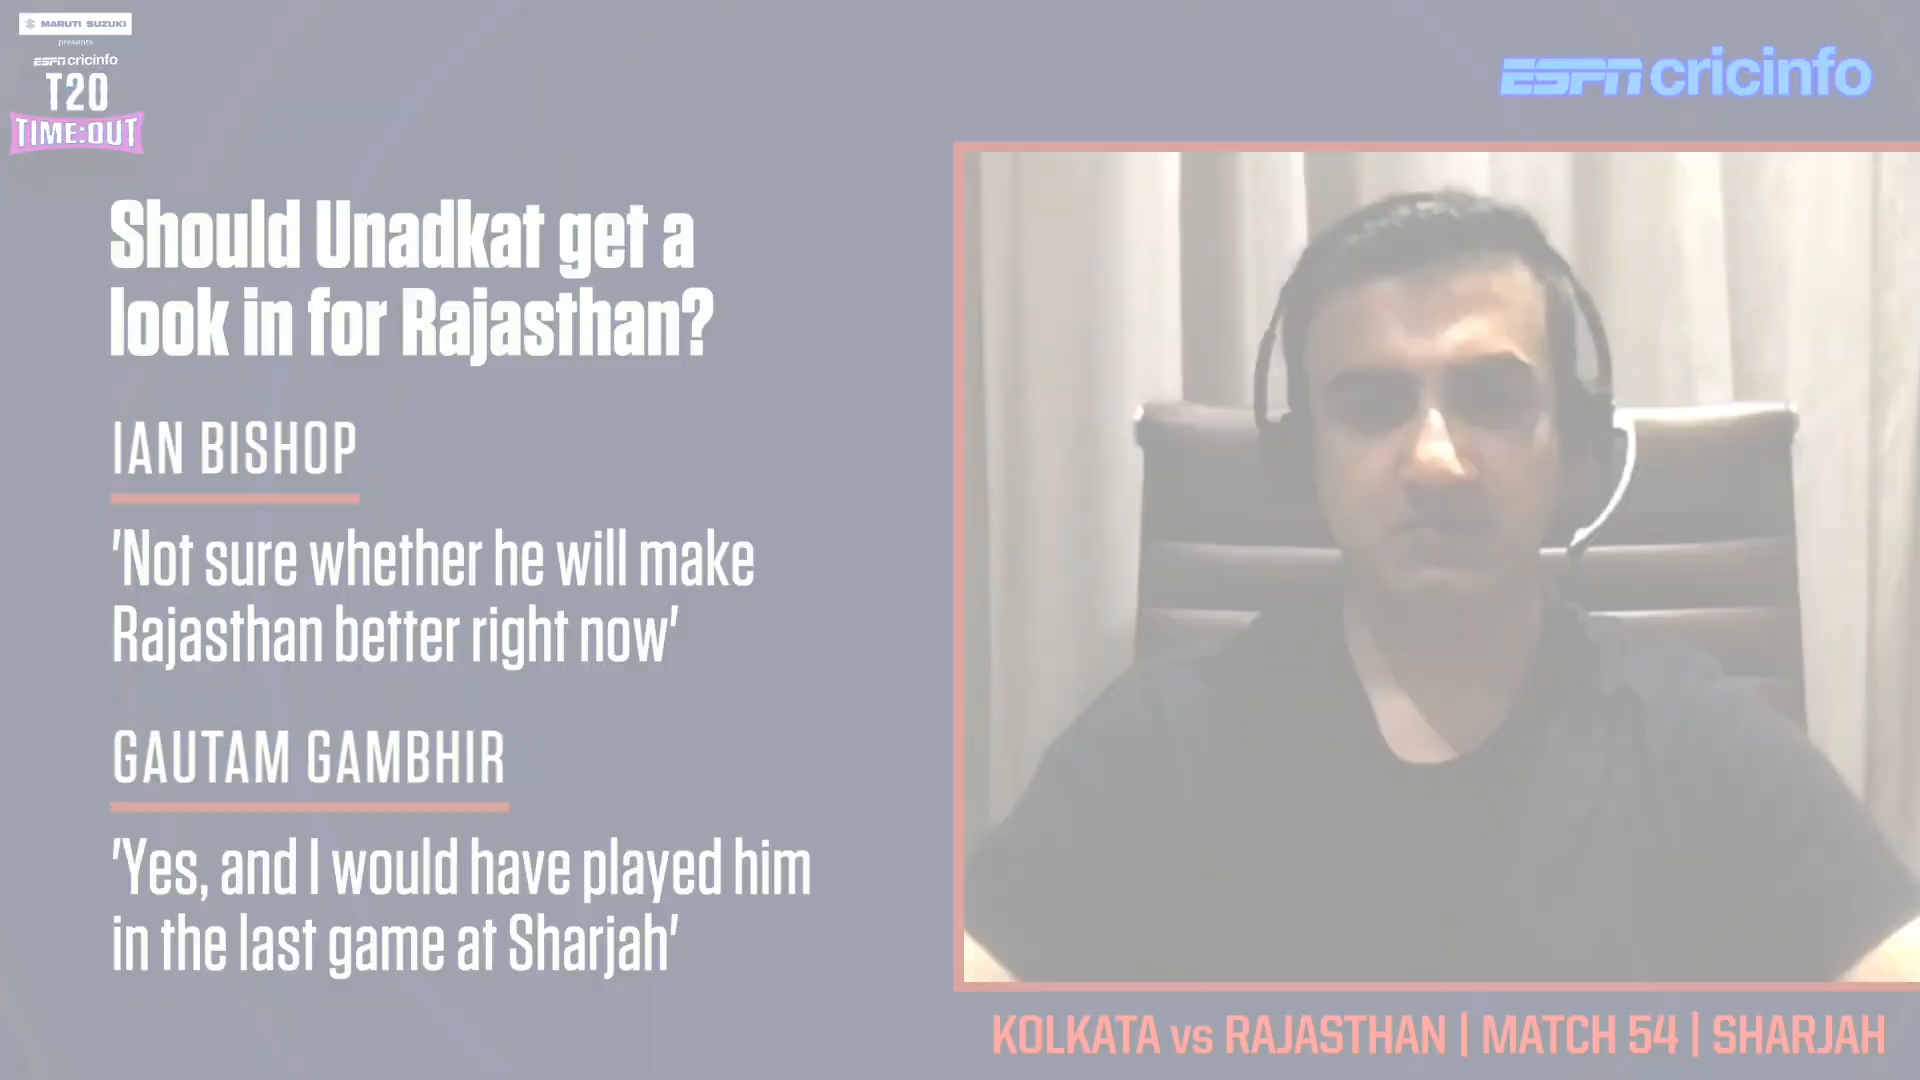 MARUTI SUZUKI
presents
ESPN cricinfo
T20
TIME:OUT
ESPN cricinfo
Should Unadkat get a
look in for Rajasthan?
IAN BISHOP
'Not sure whether he will make
Rajasthan better right now'
GAUTAM GAMBHIR
'Yes, and I would have played him
in the last game at Sharjah'
KOLKATA vs RAJASTHAN | MATCH 54 | SHARJAH